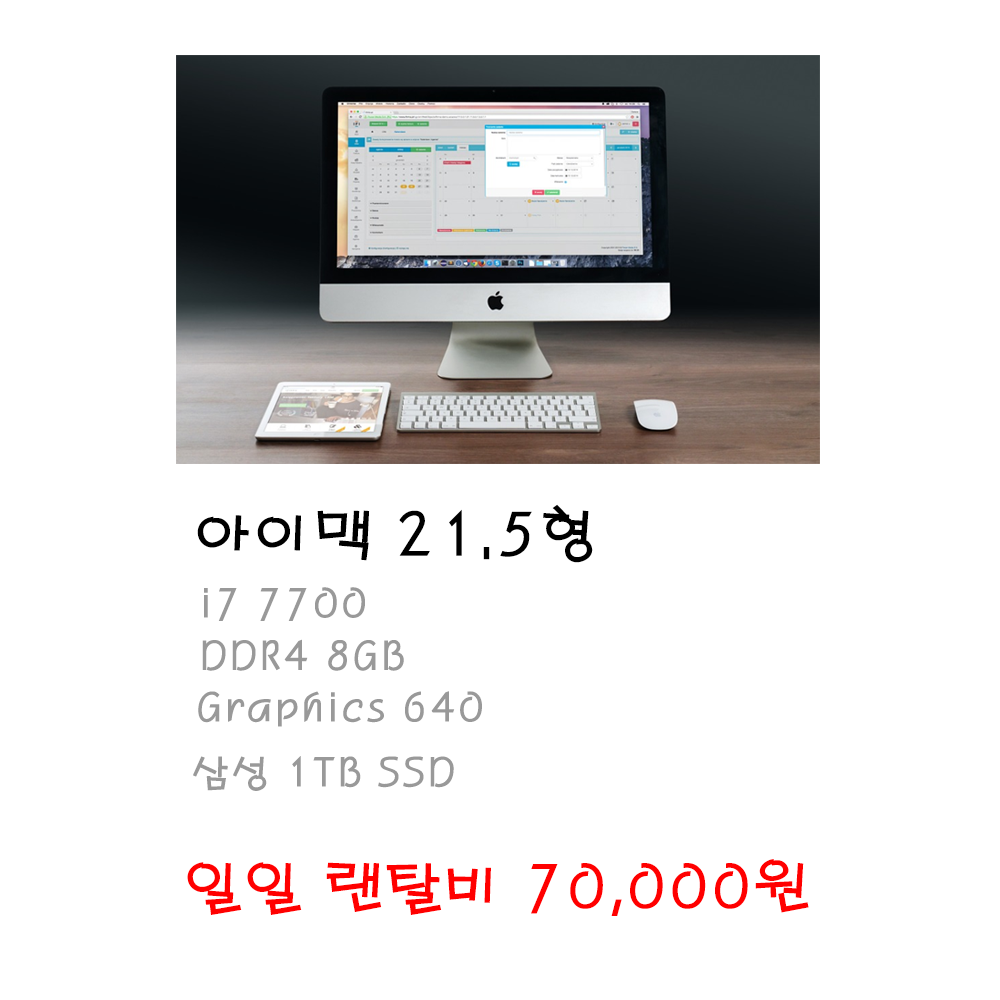 아이맥 21.5형
i7 7700
DDR4 8GB
Graphics 640
삼성 1TB SSD
일일 랜탈비 70,000원